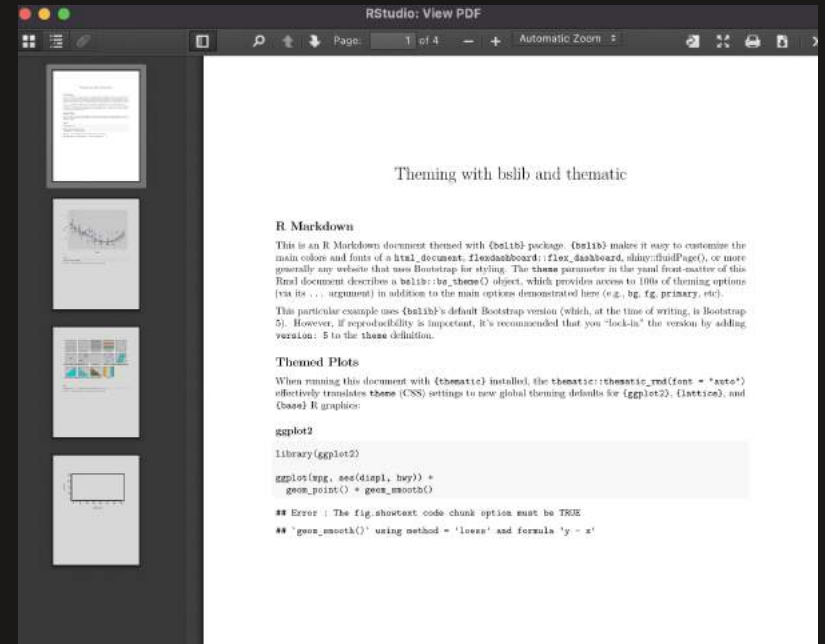 RStudio: View PDF
Page: 1 of 4 Automatic Zoom
Theming with bslib and thematic
R Markdown
This is an R Markdown document themed with {bslib} package. {bslib} makes it easy to customize the
main colors and fonts of a html_document, flexdashboard::flex_dashboard, shiny::fluidPage(), or more
generally any website that uses Bootstrap for styling. The theme parameter in the yaml front-matter of this
Rmd document describes a bslib::bs_theme() object, which provides access to 100s of theming options
(via its ... argument) in addition to the main options demonstrated here (e.g., bg, fg, primary, etc).
This particular example uses {bslib}'s default Bootstrap version (which, at the time of writing, is Bootstrap
5). However, if reproducibility is important, it's recommended that you "lock-in" the version by adding
version: 5 to the theme definition.
Themed Plots
When running this document with {thematic} installed, the thematic::thematic_rmd(font = "auto")
effectively translates theme (CSS) settings to new global theming defaults for {ggplot2}, {lattice}, and
{base} R graphics:
ggplot2
library(ggplot2)
ggplot(mpg, aes(displ, hwy)) +
geom_point() + geom_smooth()
## Error : The fig.showtext code chunk option must be TRUE
## `geom_smooth()` using method = 'loess' and formula 'y ~ x'